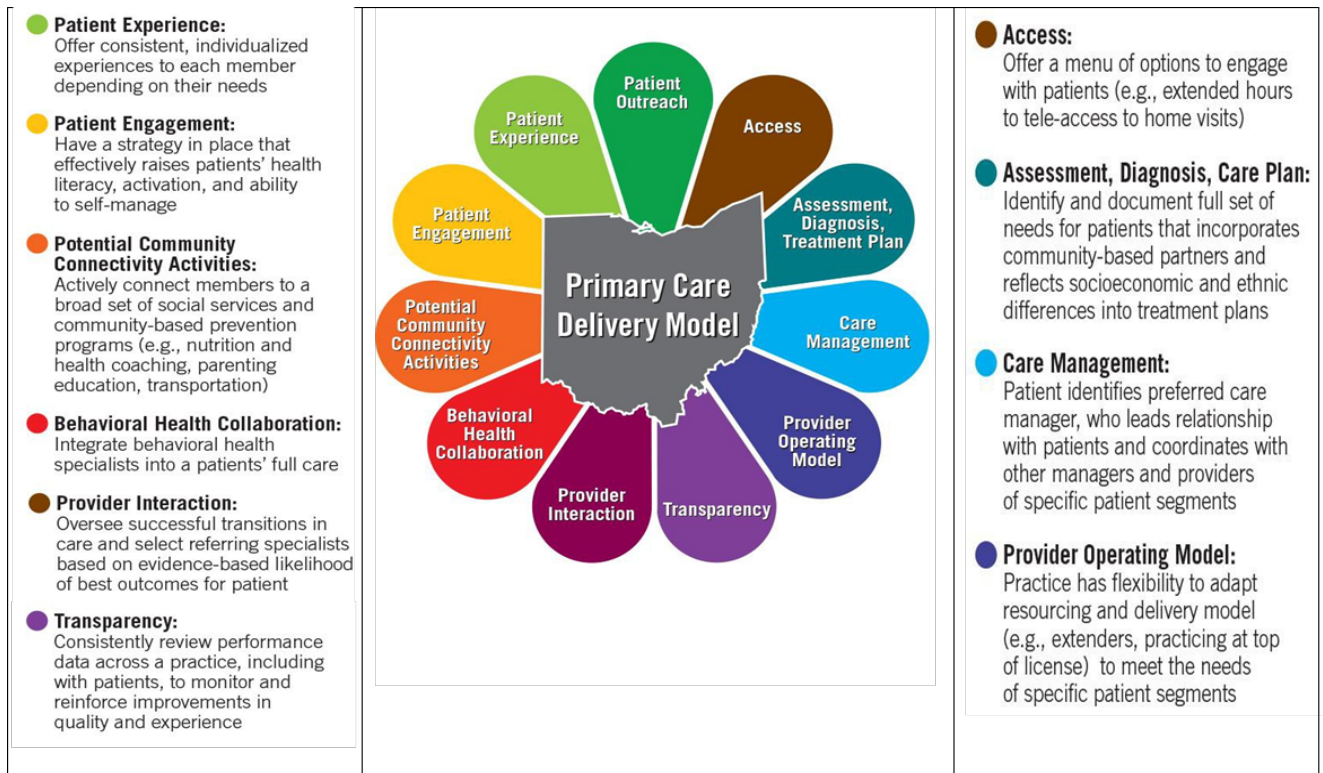 Patient Experience:
Offer consistent, individualized
experiences to each member
depending on their needs
Patient Engagement:
Have a strategy in place that
effectively raises patients' health
literacy, activation, and ability
to self-manage
Potential Community
Connectivity Activities:
Actively connect members to a
broad set of social services and
community-based prevention
programs (e.g., nutrition and
health coaching, parenting
education, transportation)
Behavioral Health Collaboration:
Integrate behavioral health
specialists into a patients' full care
Provider Interaction:
Oversee successful transitions in
care and select referring specialists
based on evidence-based likelihood
of best outcomes for patient
Transparency:
Consistently review performance
data across a practice, including
with patients, to monitor and
reinforce improvements in
quality and experience
Patient
Outreach
Access
Assessment,
Diagnosis,
Treatment Plan
Care
Management
Provider
Operating
Model
Transparency
Provider
Interaction
Behavioral
Health
Collaboration
Potential
Community
Connectivity
Activities
Patient
Engagement
Patient
Experience
Primary Care
Delivery Model
Access:
Offer a menu of options to engage
with patients (e.g., extended hours
to tele-access to home visits)
Assessment, Diagnosis, Care Plan:
Identify and document full set of
needs for patients that incorporates
community-based partners and
reflects socioeconomic and ethnic
differences into treatment plans
Care Management:
Patient identifies preferred care
manager, who leads relationship
with patients and coordinates with
other managers and providers
of specific patient segments
Provider Operating Model:
Practice has flexibility to adapt
resourcing and delivery model
(e.g., extenders, practicing at top
of license) to meet the needs
of specific patient segments